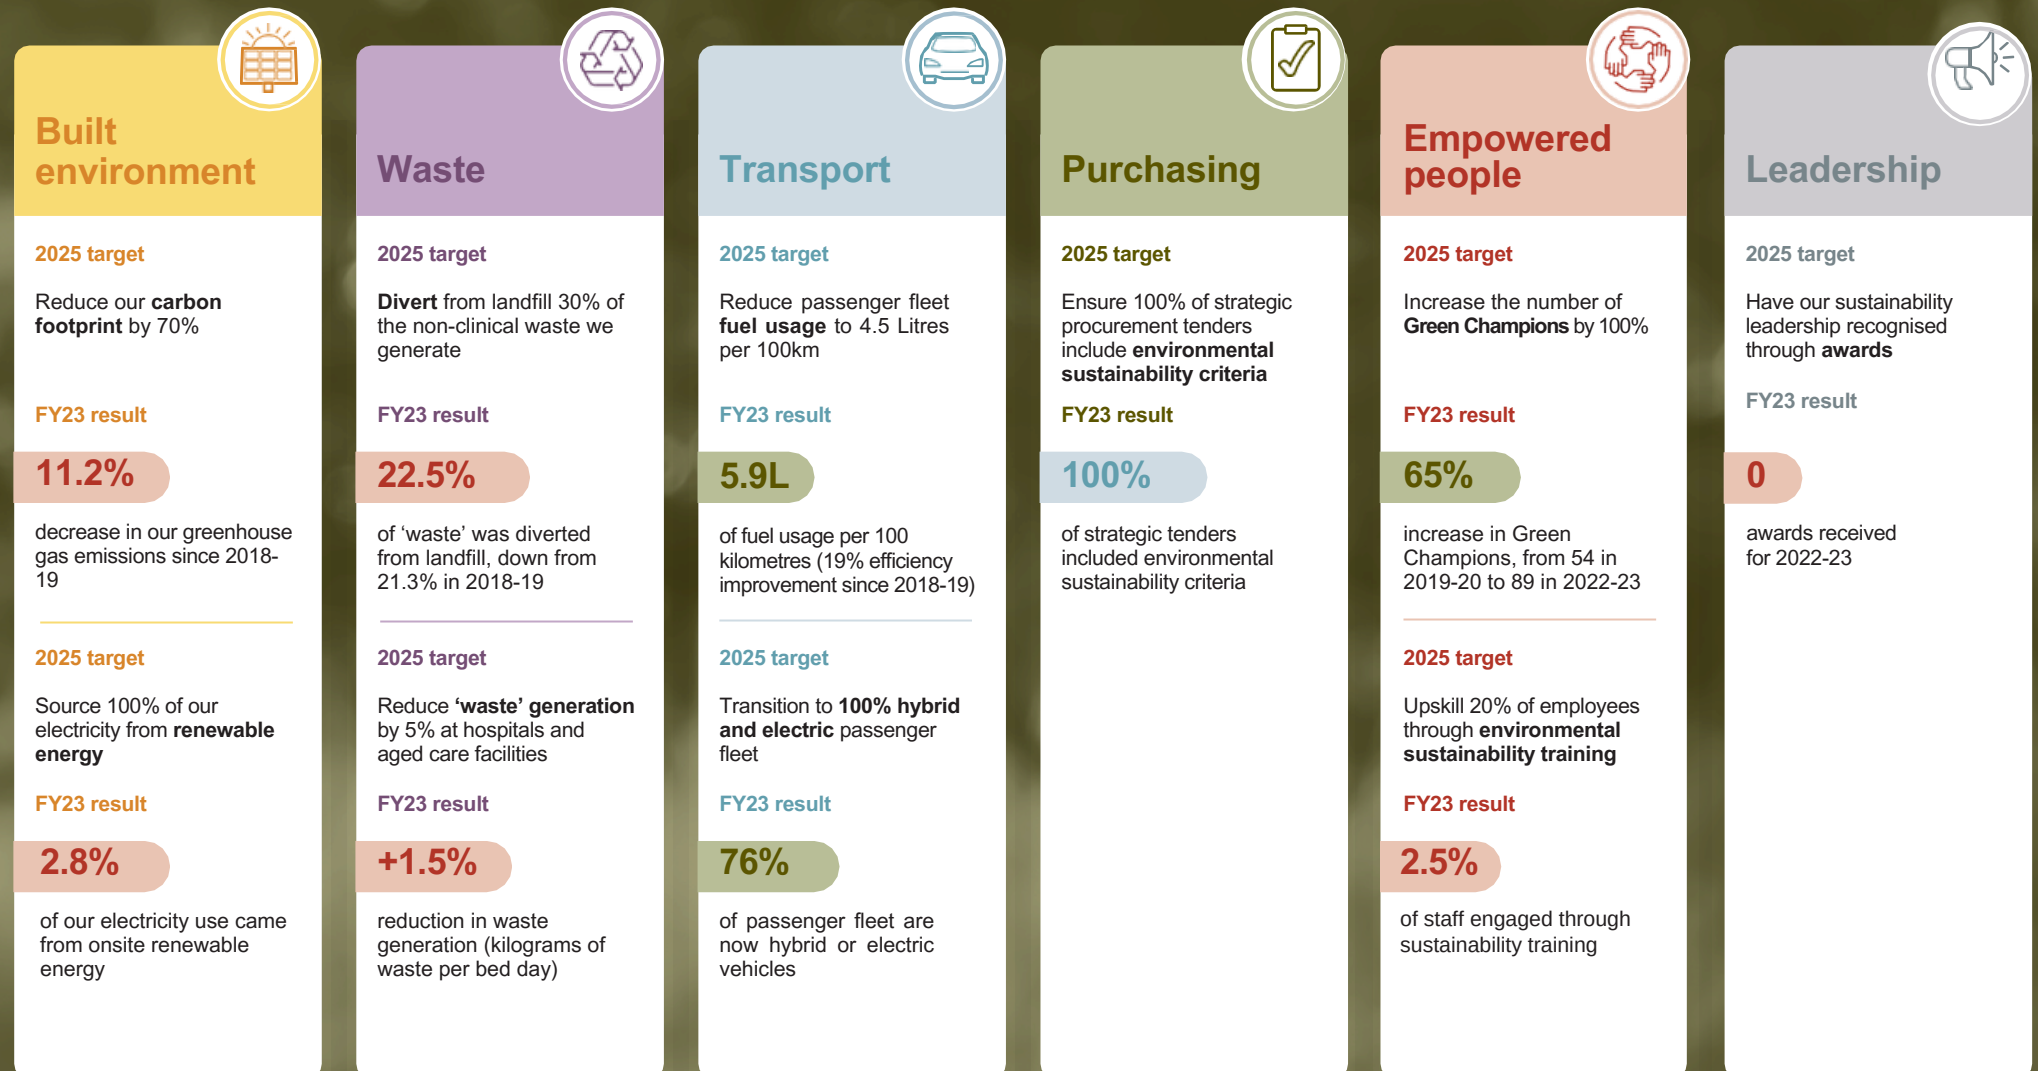 Built
environment
2025 target
Reduce our carbon
footprint by 70%
FY23 result
11.2%
decrease in our greenhouse
gas emissions since 2018-
19
2025 target
Source 100% of our
electricity from renewable
energy
FY23 result
2.8%
of our electricity use came
from onsite renewable
energy
Waste
2025 target
Divert from landfill 30% of
the non-clinical waste we
generate
FY23 result
22.5%
of ‘waste’ was diverted
from landfill, down from
21.3% in 2018-19
2025 target
Reduce ‘waste’ generation
by 5% at hospitals and
aged care facilities
FY23 result
+1.5%
reduction in waste
generation (kilograms of
waste per bed day)
Transport
2025 target
Reduce passenger fleet
fuel usage to 4.5 Litres
per 100km
FY23 result
5.9L
of fuel usage per 100
kilometres (19% efficiency
improvement since 2018-19)
2025 target
Transition to 100% hybrid
and electric passenger
fleet
FY23 result
76%
of passenger fleet are
now hybrid or electric
vehicles
Purchasing
2025 target
Ensure 100% of strategic
procurement tenders
include environmental
sustainability criteria
FY23 result
100%
of strategic tenders
included environmental
sustainability criteria
Empowered
people
2025 target
Increase the number of
Green Champions by 100%
FY23 result
65%
increase in Green
Champions, from 54 in
2019-20 to 89 in 2022-23
2025 target
Upskill 20% of employees
through environmental
sustainability training
FY23 result
2.5%
of staff engaged through
sustainability training
Leadership
2025 target
Have our sustainability
leadership recognised
through awards
FY23 result
0
awards received
for 2022-23